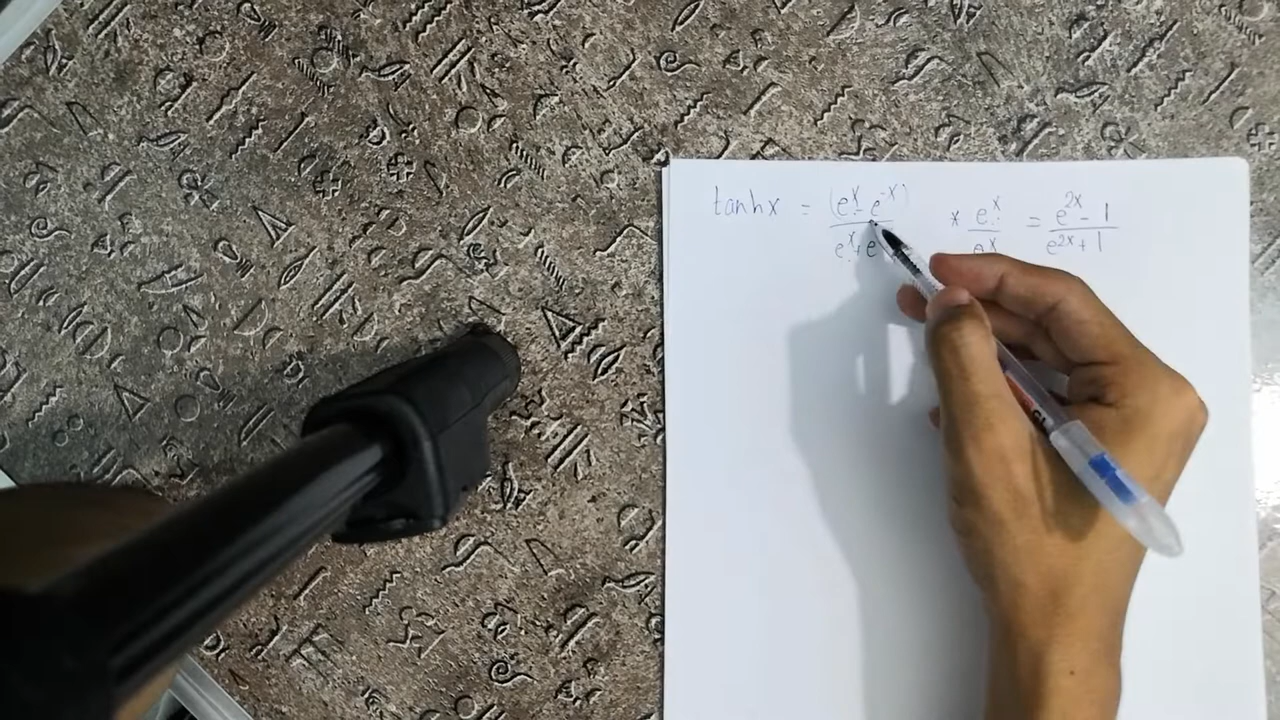 tanhx = (e^x - e^-x) / e^x + e × e^x / e^x = e^2x - 1 / e^2x + 1